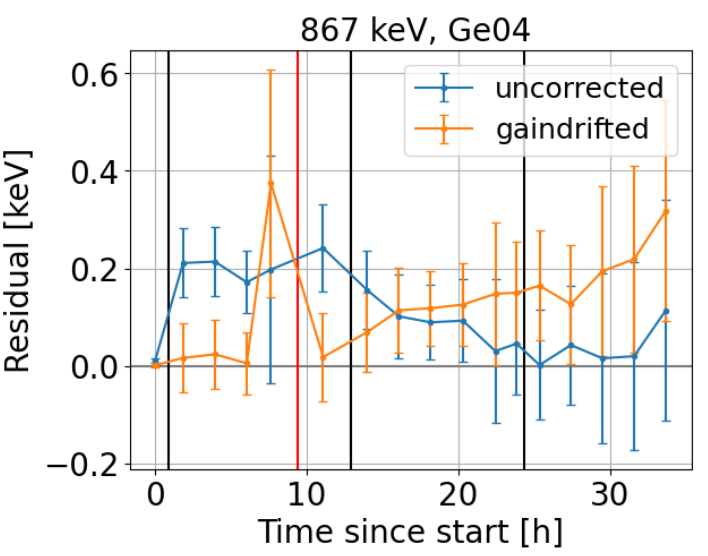 867 keV, Ge04
uncorrected
gaindrifted
Residual [keV]
0.6
0.4
0.2
0.0
−0.2
0 10 20 30
Time since start [h]